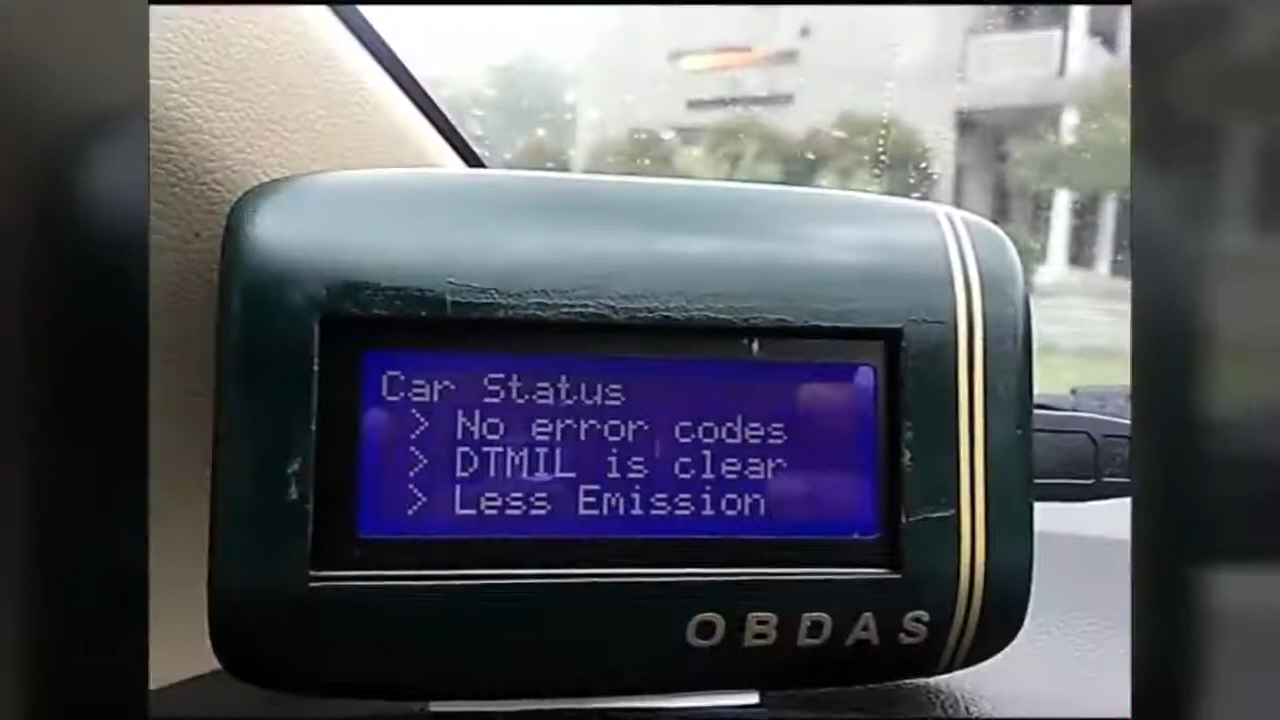 Car Status
> No error codes
> DTMIL is clear
> Less Emission
OBDAS